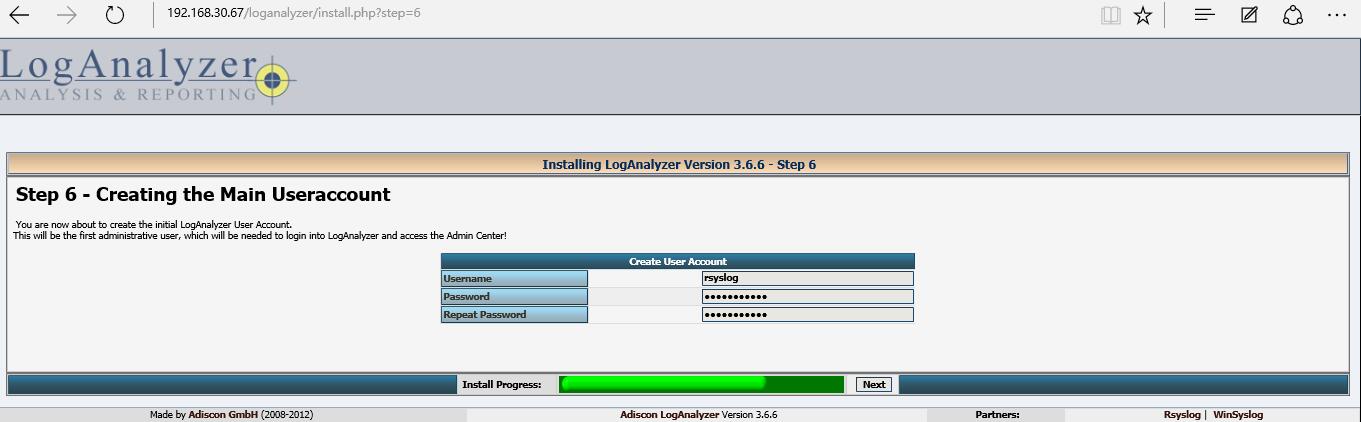 192.168.30.67/loganalyzer/install.php?step=6
LogAnalyzer
ANALYSIS & REPORTING
Installing LogAnalyzer Version 3.6.6 - Step 6
Step 6 - Creating the Main Useraccount
You are now about to create the initial LogAnalyzer User Account.
This will be the first administrative user, which will be needed to login into LogAnalyzer and access the Admin Center!
Create User Account
Username rsyslog
Password •••••••••••
Repeat Password •••••••••••
Install Progress: Next
Made by Adiscon GmbH (2008-2012) Adiscon LogAnalyzer Version 3.6.6 Partners: Rsyslog | WinSyslog